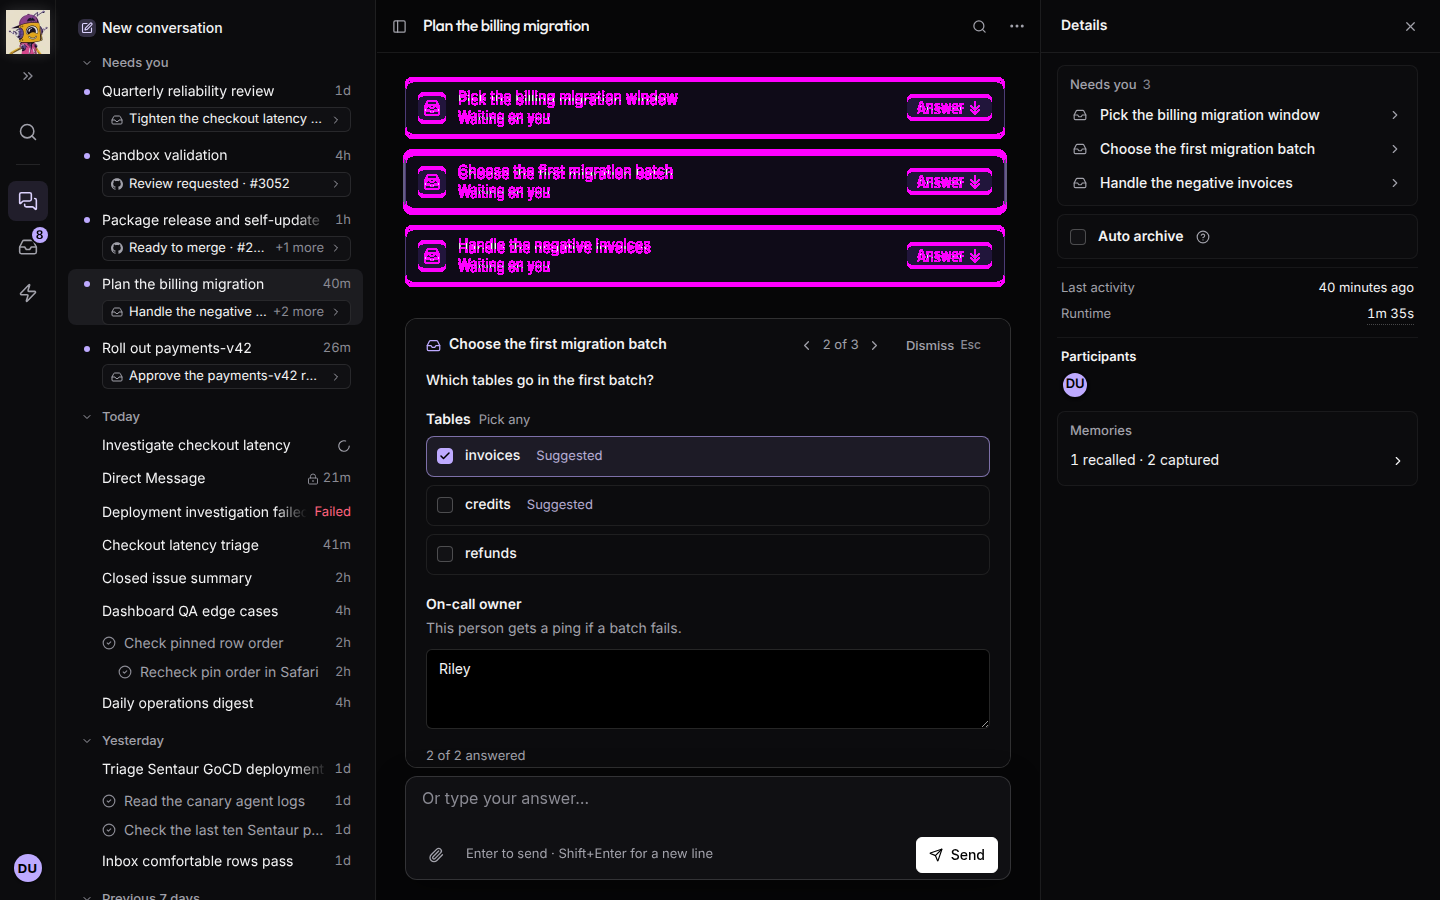 New conversation
Needs you
Quarterly reliability review 1d
Tighten the checkout latency ...
Sandbox validation 4h
Review requested · #3052
Package release and self-update 1h
Ready to merge · #2... +1 more
8
Plan the billing migration 40m
Handle the negative ... +2 more
Roll out payments-v42 26m
Approve the payments-v42 r...
Today
Investigate checkout latency
Direct Message 21m
Deployment investigation failed Failed
Checkout latency triage 41m
Closed issue summary 2h
Dashboard QA edge cases 4h
Check pinned row order 2h
Recheck pin order in Safari 2h
Daily operations digest 4h
Yesterday
Triage Sentaur GoCD deployment 1d
Read the canary agent logs 1d
Check the last ten Sentaur p... 1d
Inbox comfortable rows pass 1d
Previous 7 days
DU
Plan the billing migration
Pick the billing migration window
Waiting on you
Answer
Choose the first migration batch
Waiting on you
Answer
Handle the negative invoices
Waiting on you
Answer
Choose the first migration batch 2 of 3 Dismiss Esc
Which tables go in the first batch?
Tables Pick any
invoices Suggested
credits Suggested
refunds
On-call owner
This person gets a ping if a batch fails.
Riley
2 of 2 answered
Or type your answer...
Enter to send · Shift+Enter for a new line
Send
Details
Needs you 3
Pick the billing migration window
Choose the first migration batch
Handle the negative invoices
Auto archive
Last activity 40 minutes ago
Runtime 1m 35s
Participants
DU
Memories
1 recalled · 2 captured